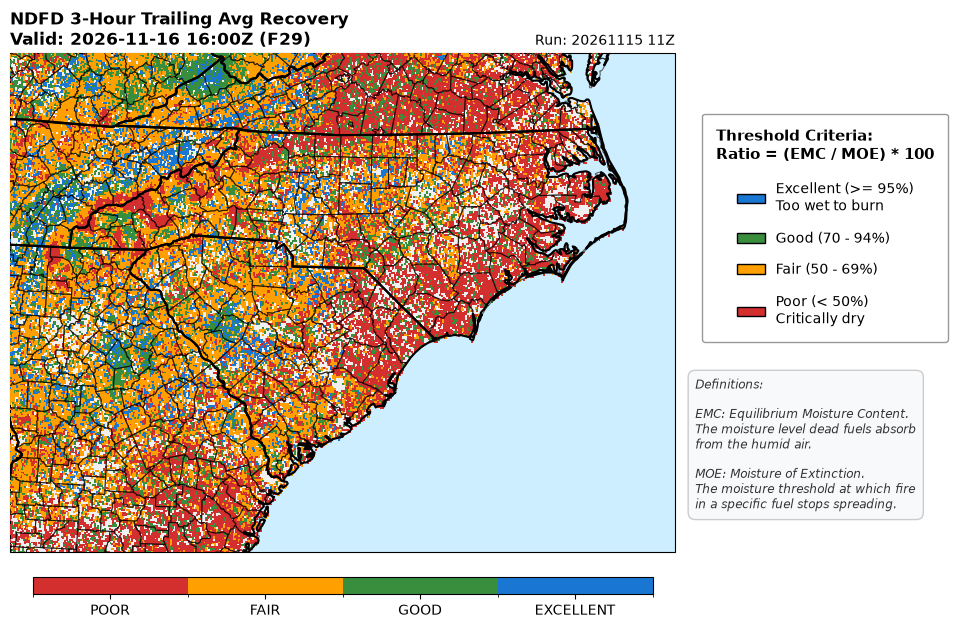 NDFD 3-Hour Trailing Avg Recovery
Valid: 2026-11-16 16:00Z (F29)
Run: 20261115 11Z
Threshold Criteria:
Ratio = (EMC / MOE) * 100
Excellent (>= 95%)
Too wet to burn
Good (70 - 94%)
Fair (50 - 69%)
Poor (< 50%)
Critically dry
Definitions:
EMC: Equilibrium Moisture Content.
The moisture level dead fuels absorb
from the humid air.
MOE: Moisture of Extinction.
The moisture threshold at which fire
in a specific fuel stops spreading.
POOR
FAIR
GOOD
EXCELLENT